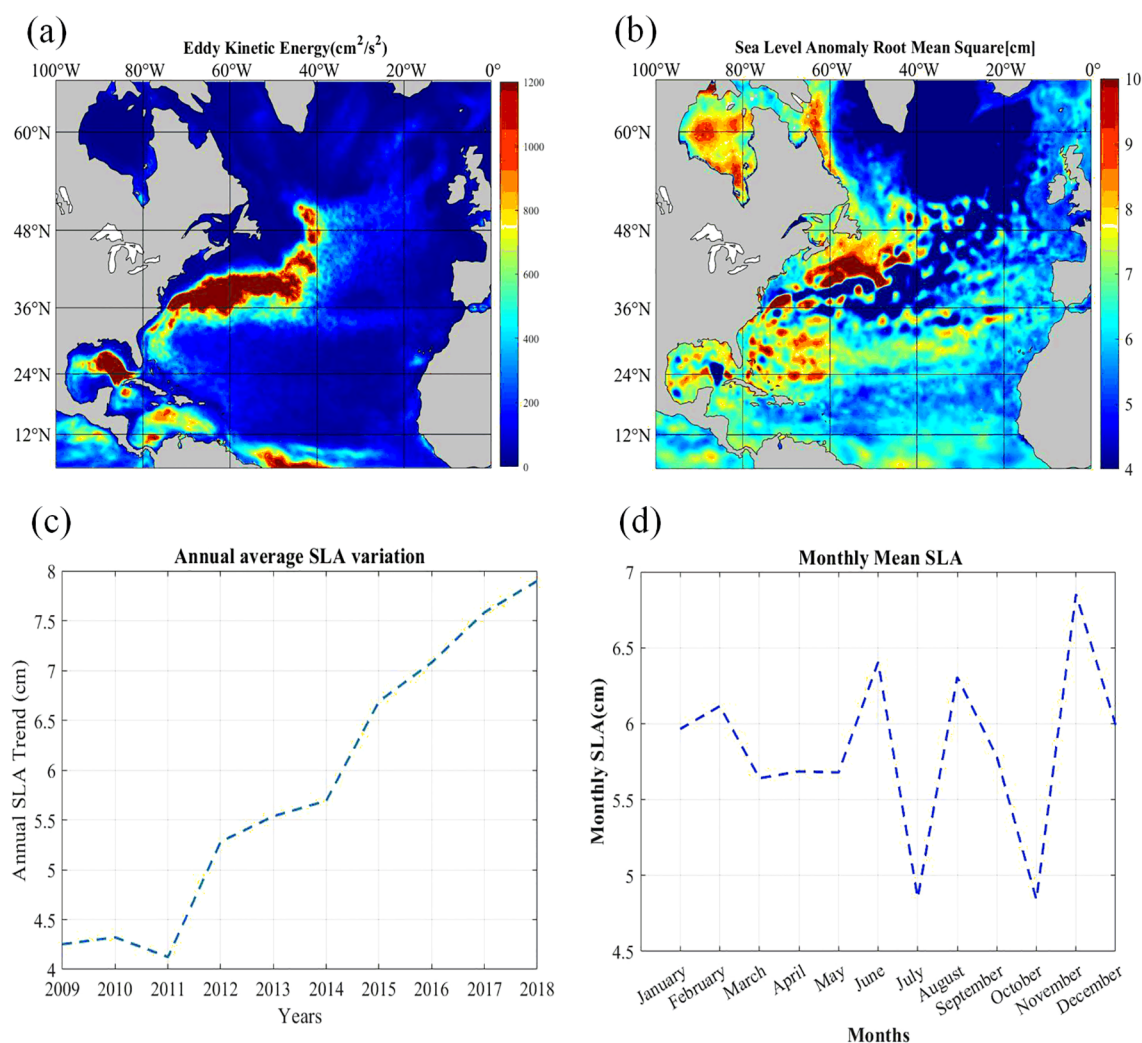 (a)
Eddy Kinetic Energy(cm²/s²)
100°W 80°W 60°W 40°W 20°W 0°
60°N
48°N
36°N
24°N
12°N
1200
1000
800
600
400
200
0
(b)
Sea Level Anomaly Root Mean Square[cm]
100°W 80°W 60°W 40°W 20°W 0°
60°N
48°N
36°N
24°N
12°N
10
9
8
7
6
5
4
(c)
Annual average SLA variation
Annual SLA Trend (cm)
8
7.5
7
6.5
6
5.5
5
4.5
4
2009 2010 2011 2012 2013 2014 2015 2016 2017 2018
Years
(d)
Monthly Mean SLA
Monthly SLA(cm)
7
6.5
6
5.5
5
4.5
January February March April May June July August September October November December
Months